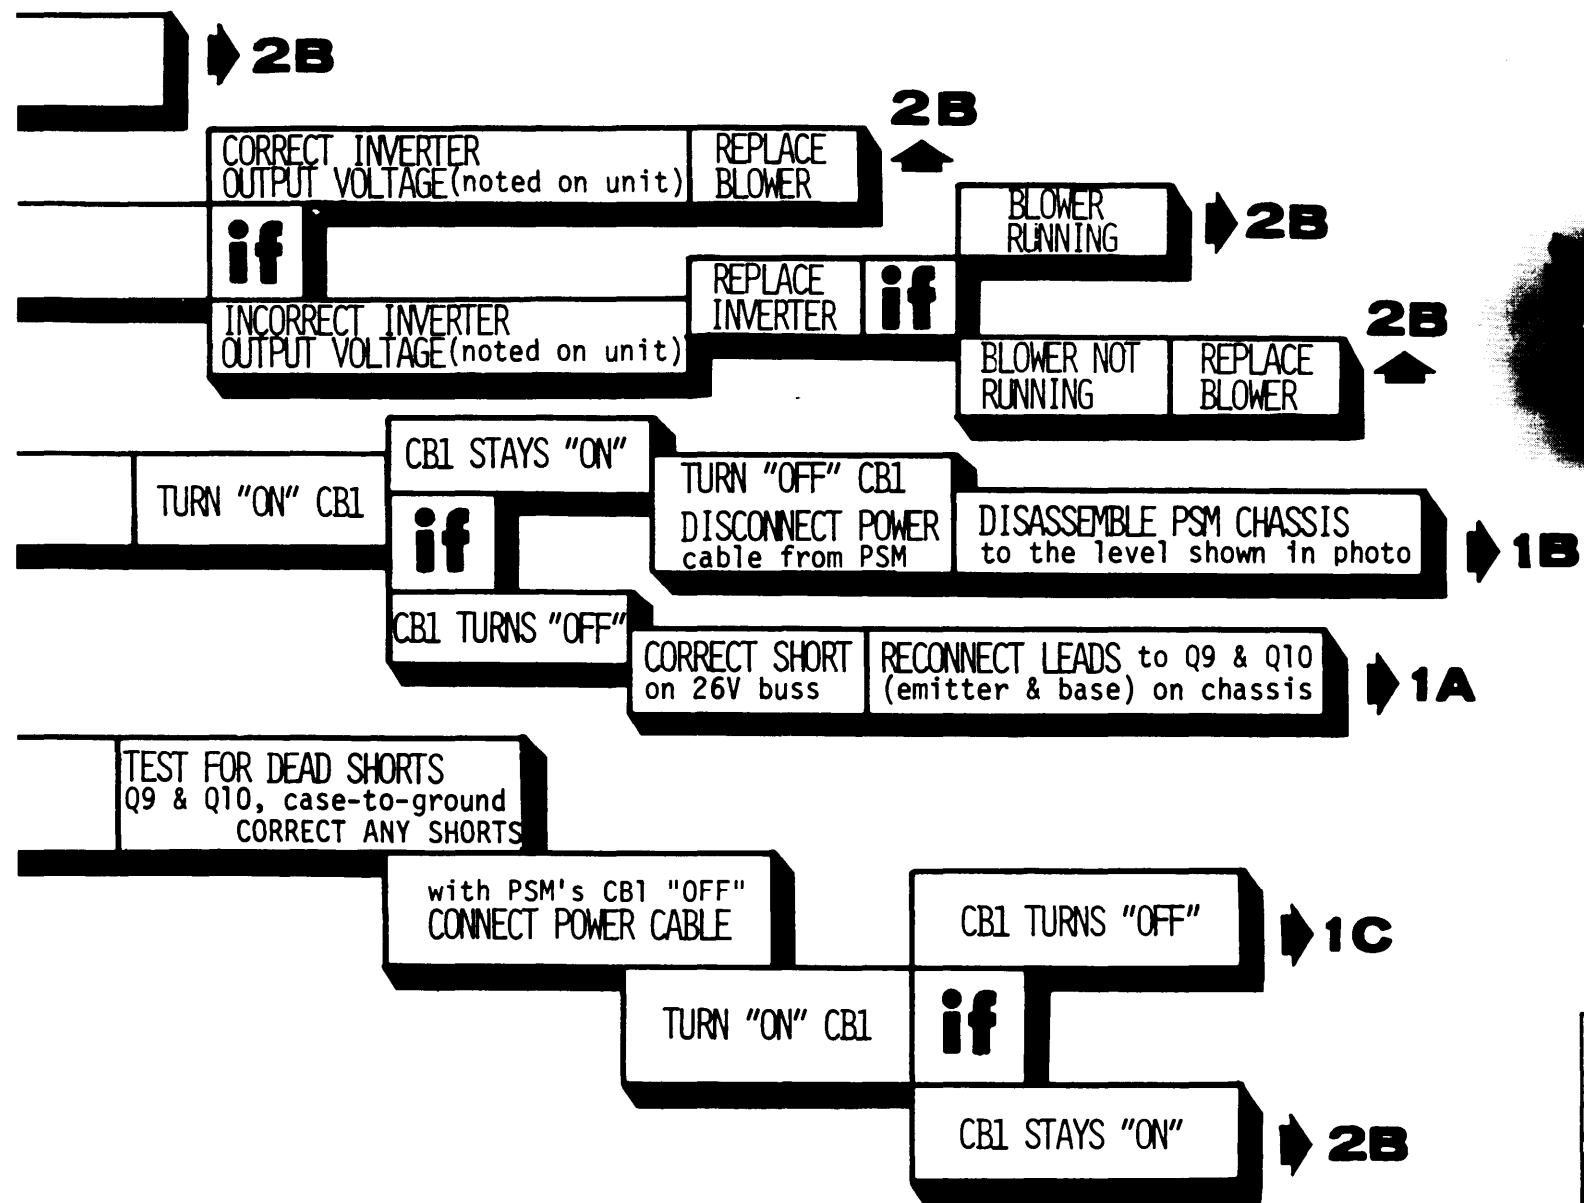 2B
2B
CORRECT INVERTER
OUTPUT VOLTAGE(noted on unit)
REPLACE
BLOWER
if
BLOWER
RUNNING
2B
REPLACE
INVERTER
if
INCORRECT INVERTER
OUTPUT VOLTAGE(noted on unit)
2B
BLOWER NOT
RUNNING
REPLACE
BLOWER
TURN "ON" CB1
CB1 STAYS "ON"
if
TURN "OFF" CB1
DISCONNECT POWER
cable from PSM
DISASSEMBLE PSM CHASSIS
to the level shown in photo
1B
CB1 TURNS "OFF"
CORRECT SHORT
on 26V buss
RECONNECT LEADS to Q9 & Q10
(emitter & base) on chassis
1A
TEST FOR DEAD SHORTS
Q9 & Q10, case-to-ground
CORRECT ANY SHORTS
with PSM's CB1 "OFF"
CONNECT POWER CABLE
CB1 TURNS "OFF"
1C
TURN "ON" CB1
if
CB1 STAYS "ON"
2B